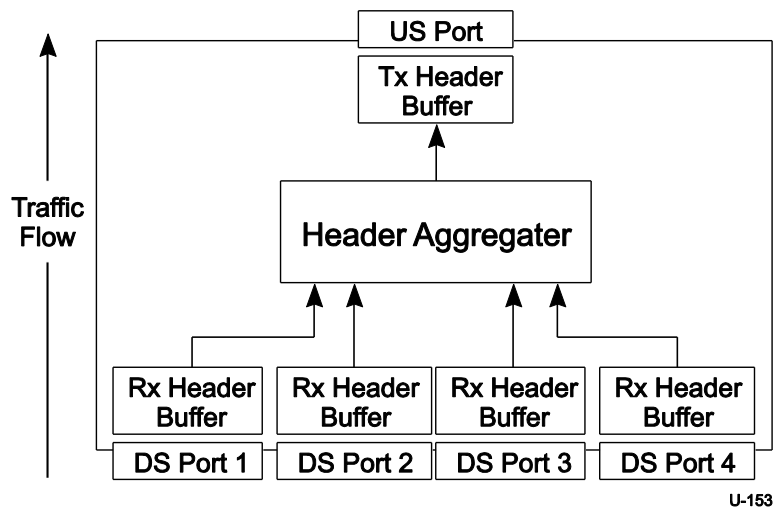 US Port
Tx Header
Buffer
Traffic
Flow
Header Aggregater
Rx Header
Buffer
Rx Header
Buffer
Rx Header
Buffer
Rx Header
Buffer
DS Port 1
DS Port 2
DS Port 3
DS Port 4
U-153